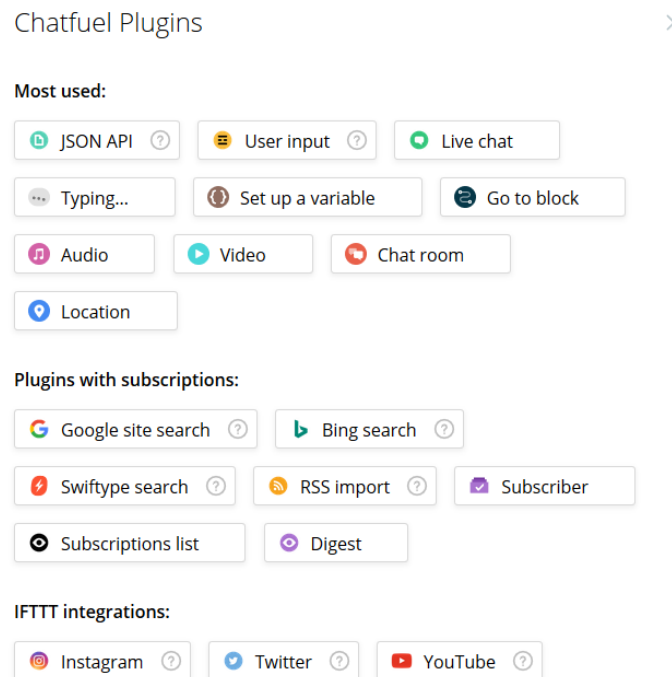 Chatfuel Plugins
Most used:
JSON API ? User input ? Live chat
Typing... Set up a variable Go to block
Audio Video Chat room
Location
Plugins with subscriptions:
Google site search ? Bing search ?
Swiftype search ? RSS import ? Subscriber
Subscriptions list Digest
IFTTT integrations:
Instagram ? Twitter ? YouTube ?